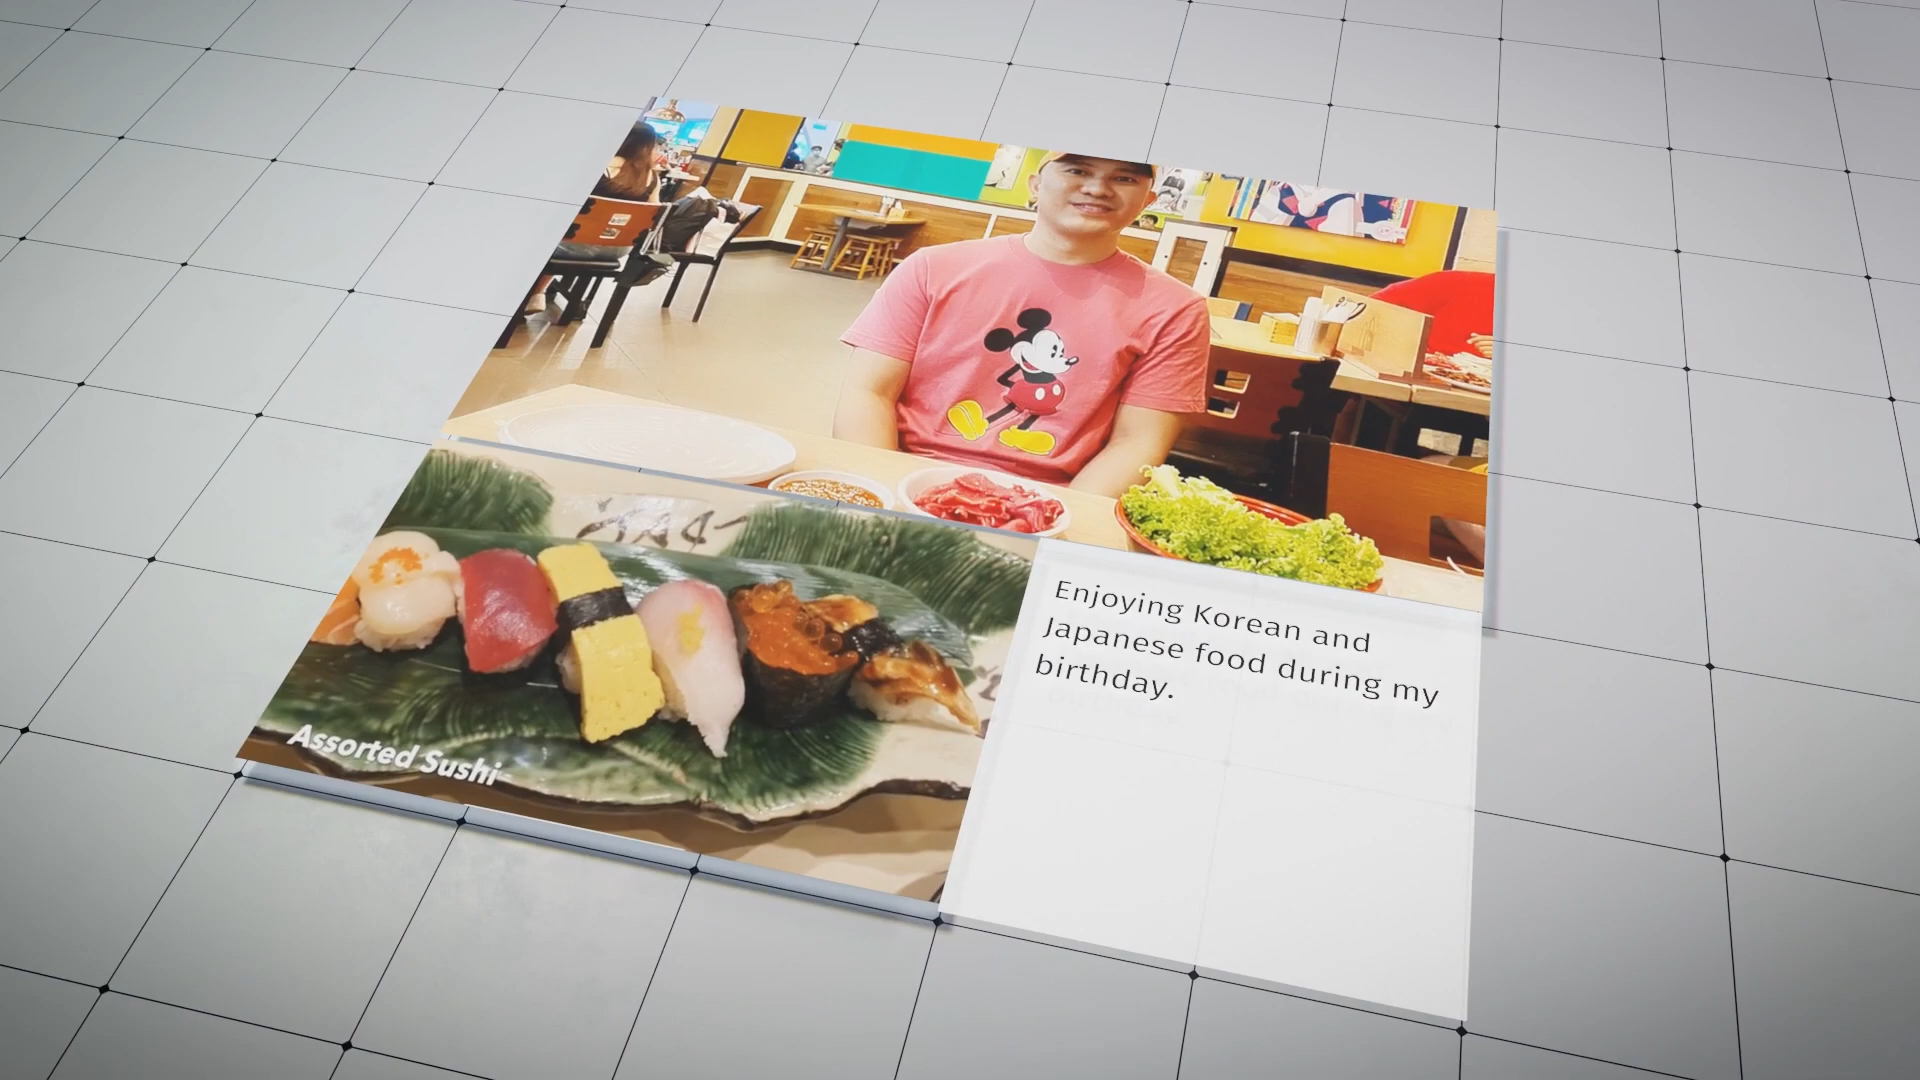 Assorted Sushi
Enjoying Korean and
Japanese food during my
birthday.